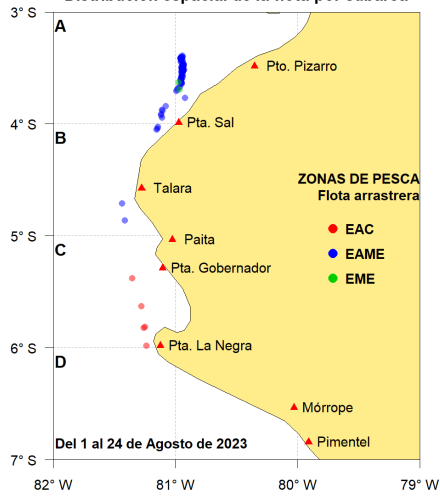 Distribución espacial de la flota por subárea
3° S
A
Pto. Pizarro
4° S
Pta. Sal
B
ZONAS DE PESCA
Flota arrastrera
Talara
EAC
5° S
Paita
C
EAME
Pta. Gobernador
EME
6° S
Pta. La Negra
D
Mórrope
Del 1 al 24 de Agosto de 2023
Pimentel
7° S
82° W
81° W
80° W
79° W